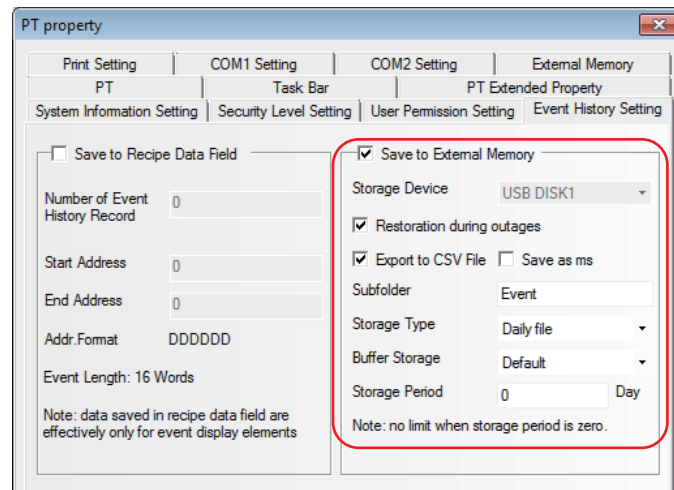 PT property
Print Setting COM1 Setting COM2 Setting External Memory
PT Task Bar PT Extended Property
System Information Setting Security Level Setting User Permission Setting Event History Setting
Save to Recipe Data Field
Number of Event
History Record
0
Start Address
0
End Address
0
Addr.Format DDDDDD
Event Length: 16 Words
Note: data saved in recipe data field are
effectively only for event display elements
Save to External Memory
Storage Device USB DISK1
Restoration during outages
Export to CSV File Save as ms
Subfolder Event
Storage Type Daily file
Buffer Storage Default
Storage Period 0 Day
Note: no limit when storage period is zero.